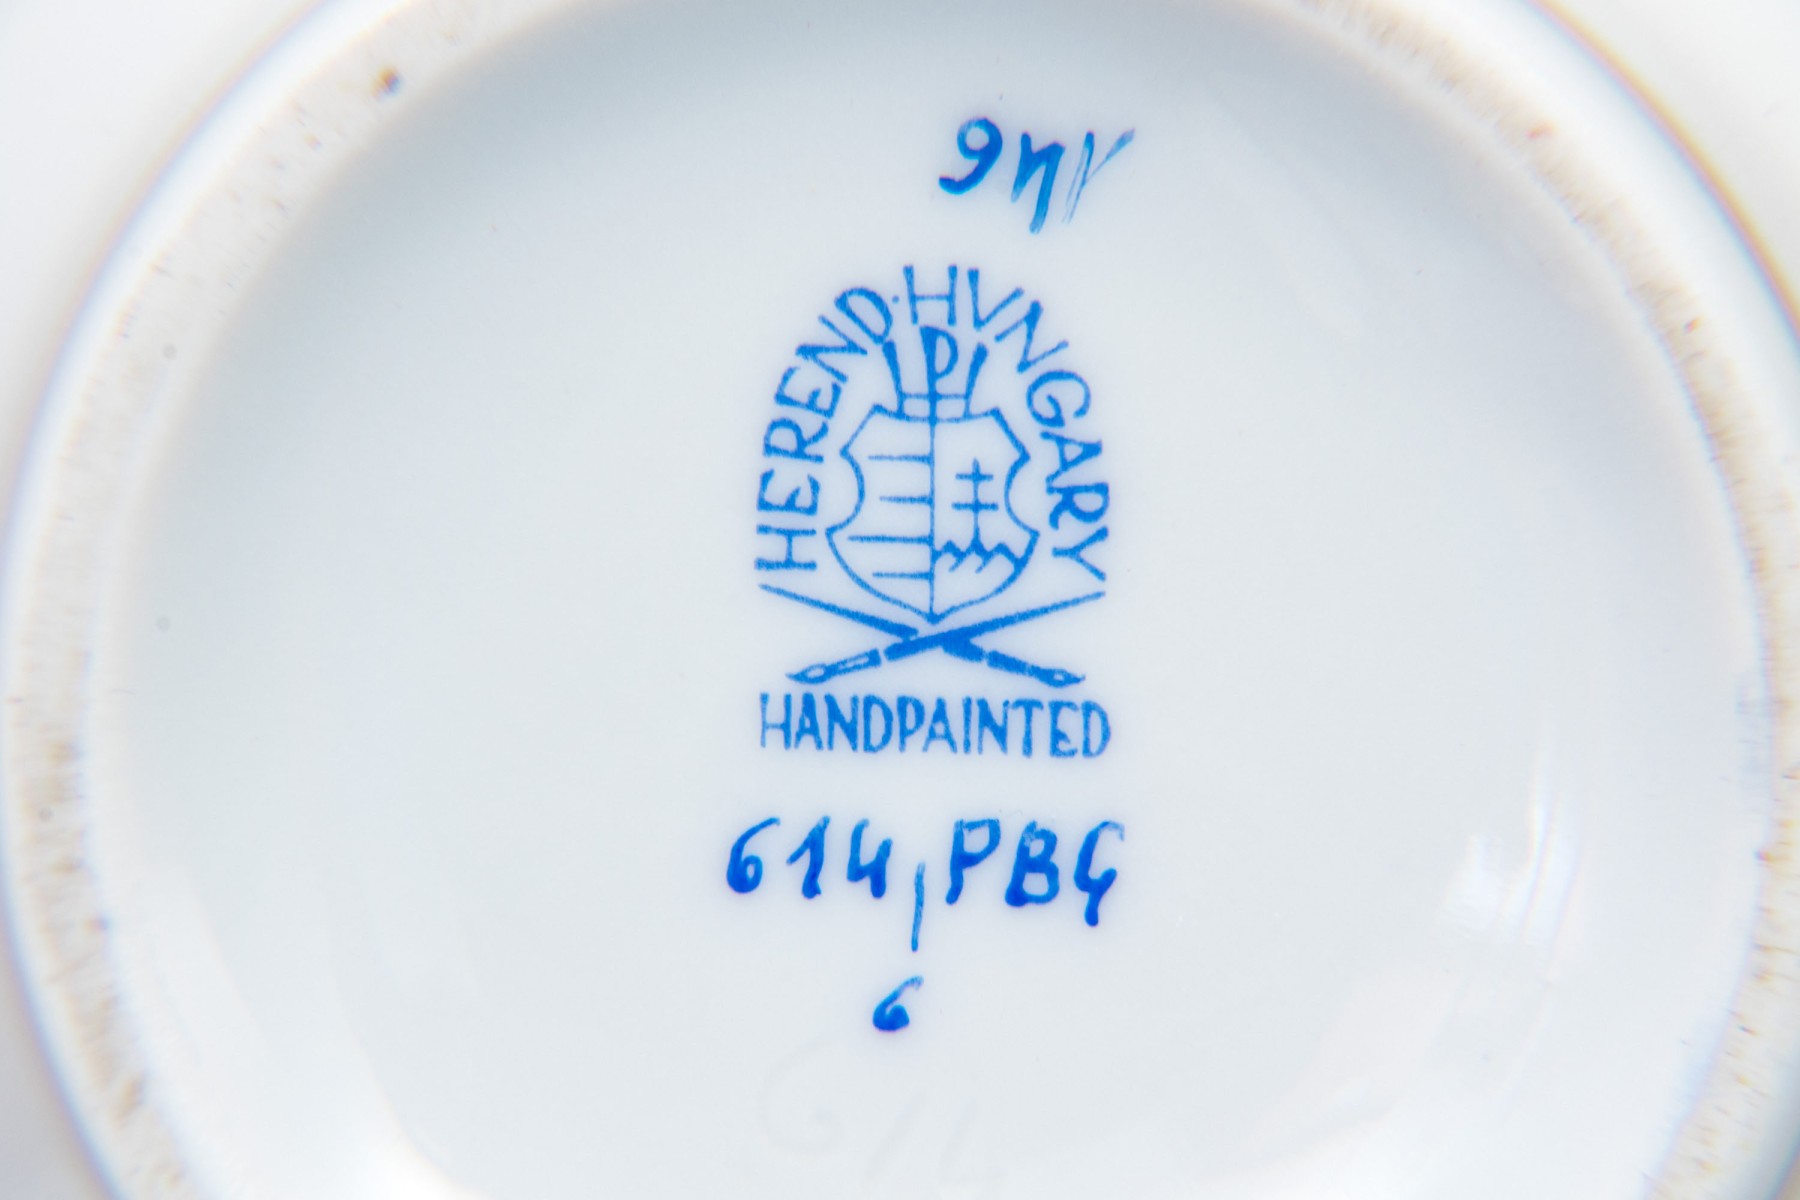 HEREND·HVNGARY
HANDPAINTED
614/PBG
6